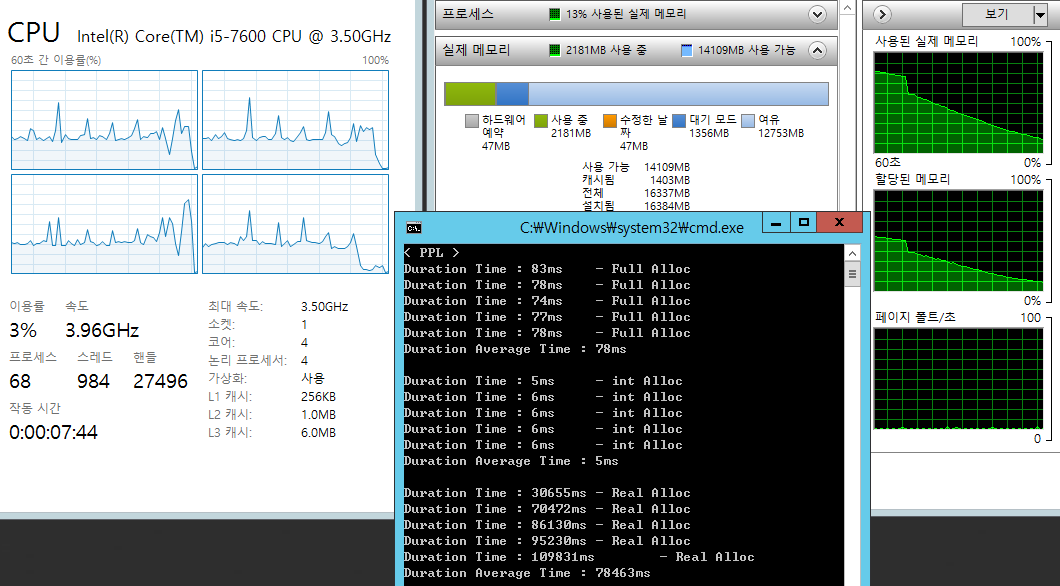 CPU Intel(R) Core(TM) i5-7600 CPU @ 3.50GHz
60초 간 이용률(%) 100%
이용률 속도
3% 3.96GHz
프로세스 스레드 핸들
68 984 27496
작동 시간
0:00:07:44
최대 속도: 3.50GHz
소켓: 1
코어: 4
논리 프로세서: 4
가상화: 사용
L1 캐시: 256KB
L2 캐시: 1.0MB
L3 캐시: 6.0MB
프로세스 13% 사용된 실제 메모리
실제 메모리 2181MB 사용 중 14109MB 사용 가능
하드웨어 예약 47MB
사용 중 2181MB
수정한 날짜 47MB
대기 모드 1356MB
여유 12753MB
사용 가능 14109MB
캐시됨 1403MB
전체 16337MB
설치됨 16384MB
C:₩Windows₩system32₩cmd.exe
C:\.
< PPL >
Duration Time : 83ms - Full Alloc
Duration Time : 78ms - Full Alloc
Duration Time : 74ms - Full Alloc
Duration Time : 77ms - Full Alloc
Duration Time : 78ms - Full Alloc
Duration Average Time : 78ms
Duration Time : 5ms - int Alloc
Duration Time : 6ms - int Alloc
Duration Time : 6ms - int Alloc
Duration Time : 6ms - int Alloc
Duration Time : 6ms - int Alloc
Duration Average Time : 5ms
Duration Time : 30655ms - Real Alloc
Duration Time : 70472ms - Real Alloc
Duration Time : 86130ms - Real Alloc
Duration Time : 95230ms - Real Alloc
Duration Time : 109831ms - Real Alloc
Duration Average Time : 78463ms
보기
사용된 실제 메모리 100%
60초 0%
할당된 메모리 100%
0%
페이지 폴트/초 100
0